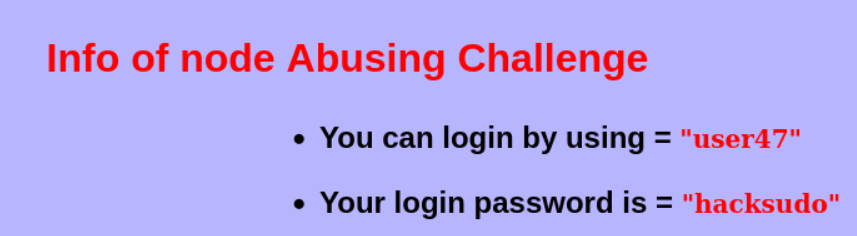 Info of node Abusing Challenge
• You can login by using = "user47"
• Your login password is = "hacksudo"